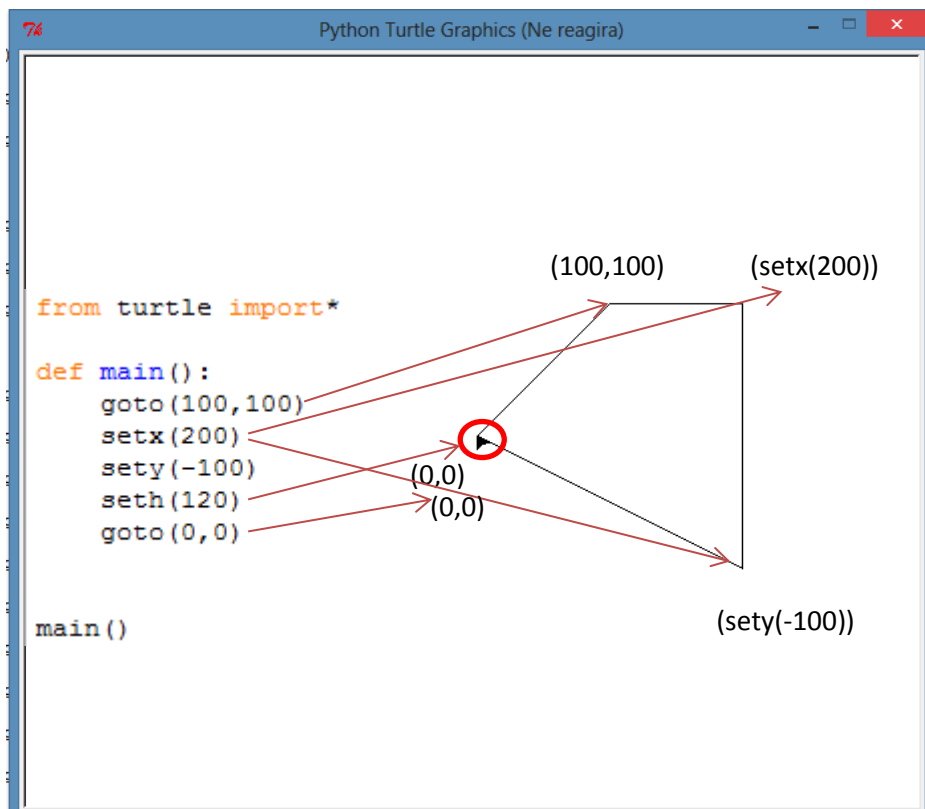 Python Turtle Graphics (Ne reagira)
(100,100)
(setx(200))
from turtle import*
def main():
goto(100,100)
setx(200)
sety(-100)
seth(120)
goto(0,0)
(0,0)
(0,0)
main()
(sety(-100))